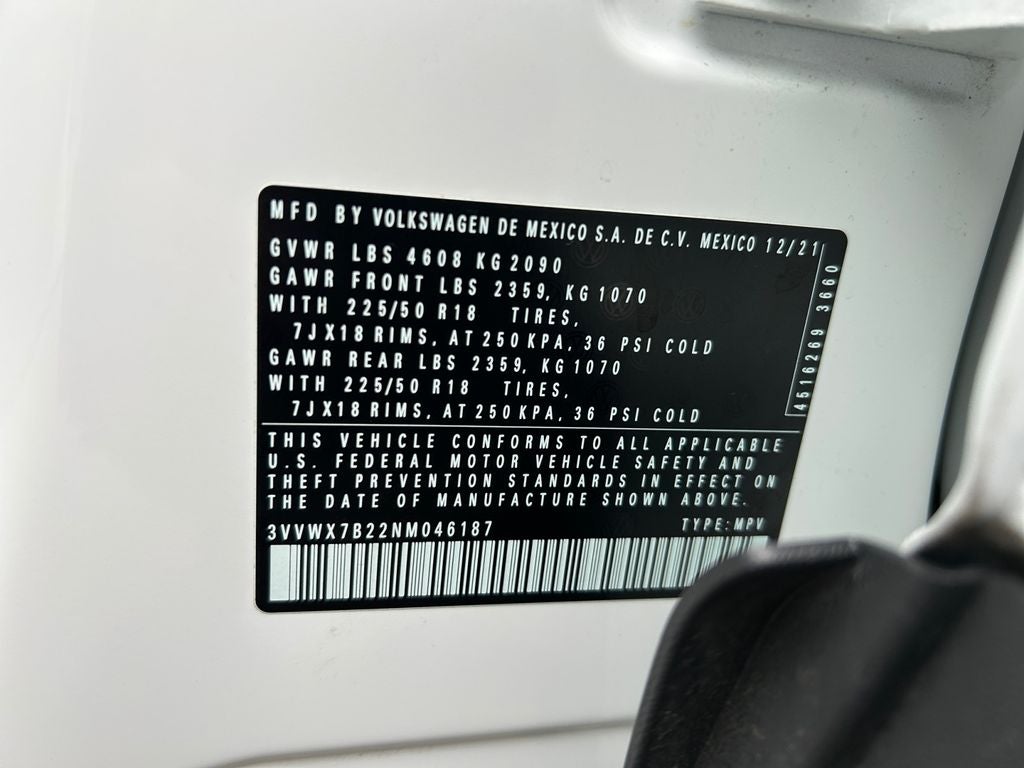 MFD BY VOLKSWAGEN DE MEXICO S.A. DE C.V. MEXICO 12/21
GVWR LBS 4608 KG 2090
GAWR FRONT LBS 2359, KG 1070
WITH 225/50 R18 TIRES,
7JX18 RIMS, AT 250 KPA, 36 PSI COLD
GAWR REAR LBS 2359, KG 1070
WITH 225/50 R18 TIRES,
7JX18 RIMS, AT 250 KPA, 36 PSI COLD
4516269 3660
THIS VEHICLE CONFORMS TO ALL APPLICABLE
U.S. FEDERAL MOTOR VEHICLE SAFETY AND
THEFT PREVENTION STANDARDS IN EFFECT ON
THE DATE OF MANUFACTURE SHOWN ABOVE.
3VVWX7B22NM046187 TYPE: MPV